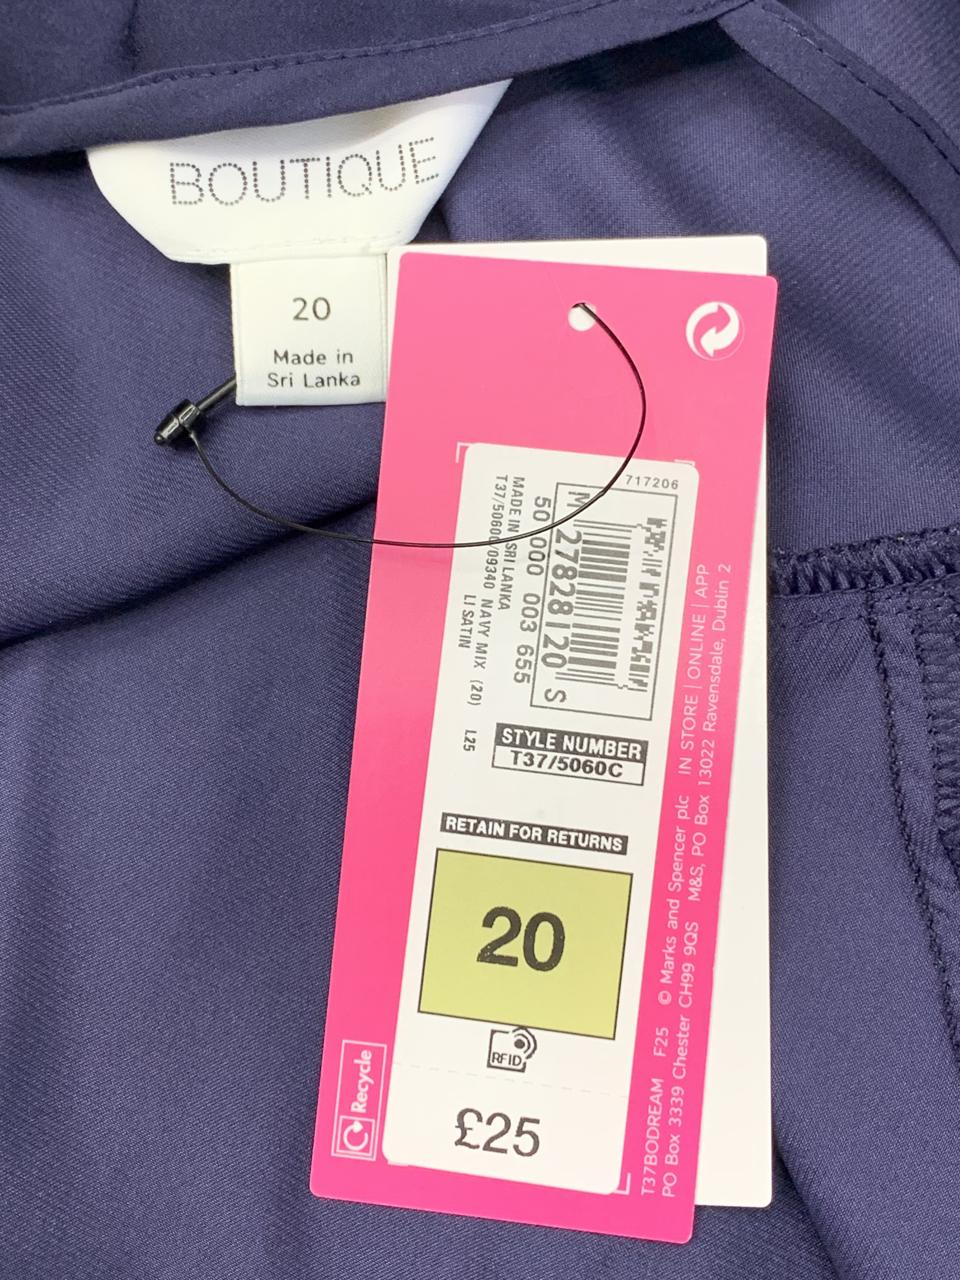 BOUTIQUE
20
Made in
Sri Lanka
717206
M 27828120 S
50 000 003 655
MADE IN SRI LANKA
T37/5060C/09340 NAVY MIX (20) L25
LI SATIN
STYLE NUMBER
T37/5060C
RETAIN FOR RETURNS
20
RFID
£25
Recycle
T37BODREAM F25 © Marks and Spencer plc IN STORE | ONLINE | APP
PO Box 3339 Chester CH99 9QS M&S, PO Box 13022 Ravensdale, Dublin 2